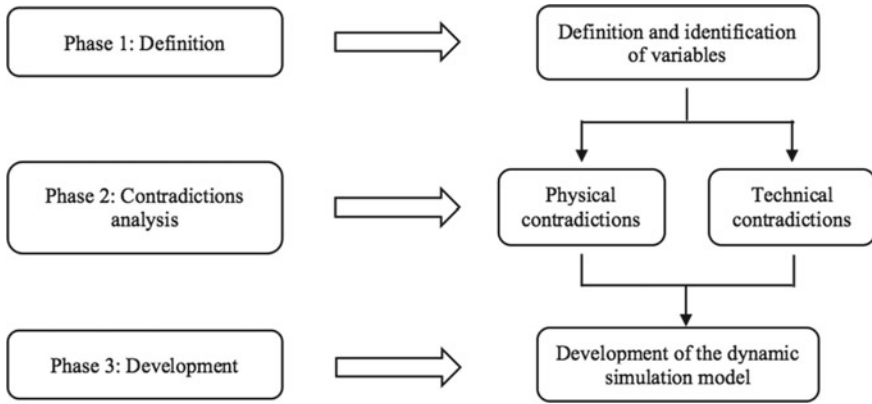 Phase 1: Definition
Definition and identification
of variables
Phase 2: Contradictions
analysis
Physical
contradictions
Technical
contradictions
Phase 3: Development
Development of the dynamic
simulation model